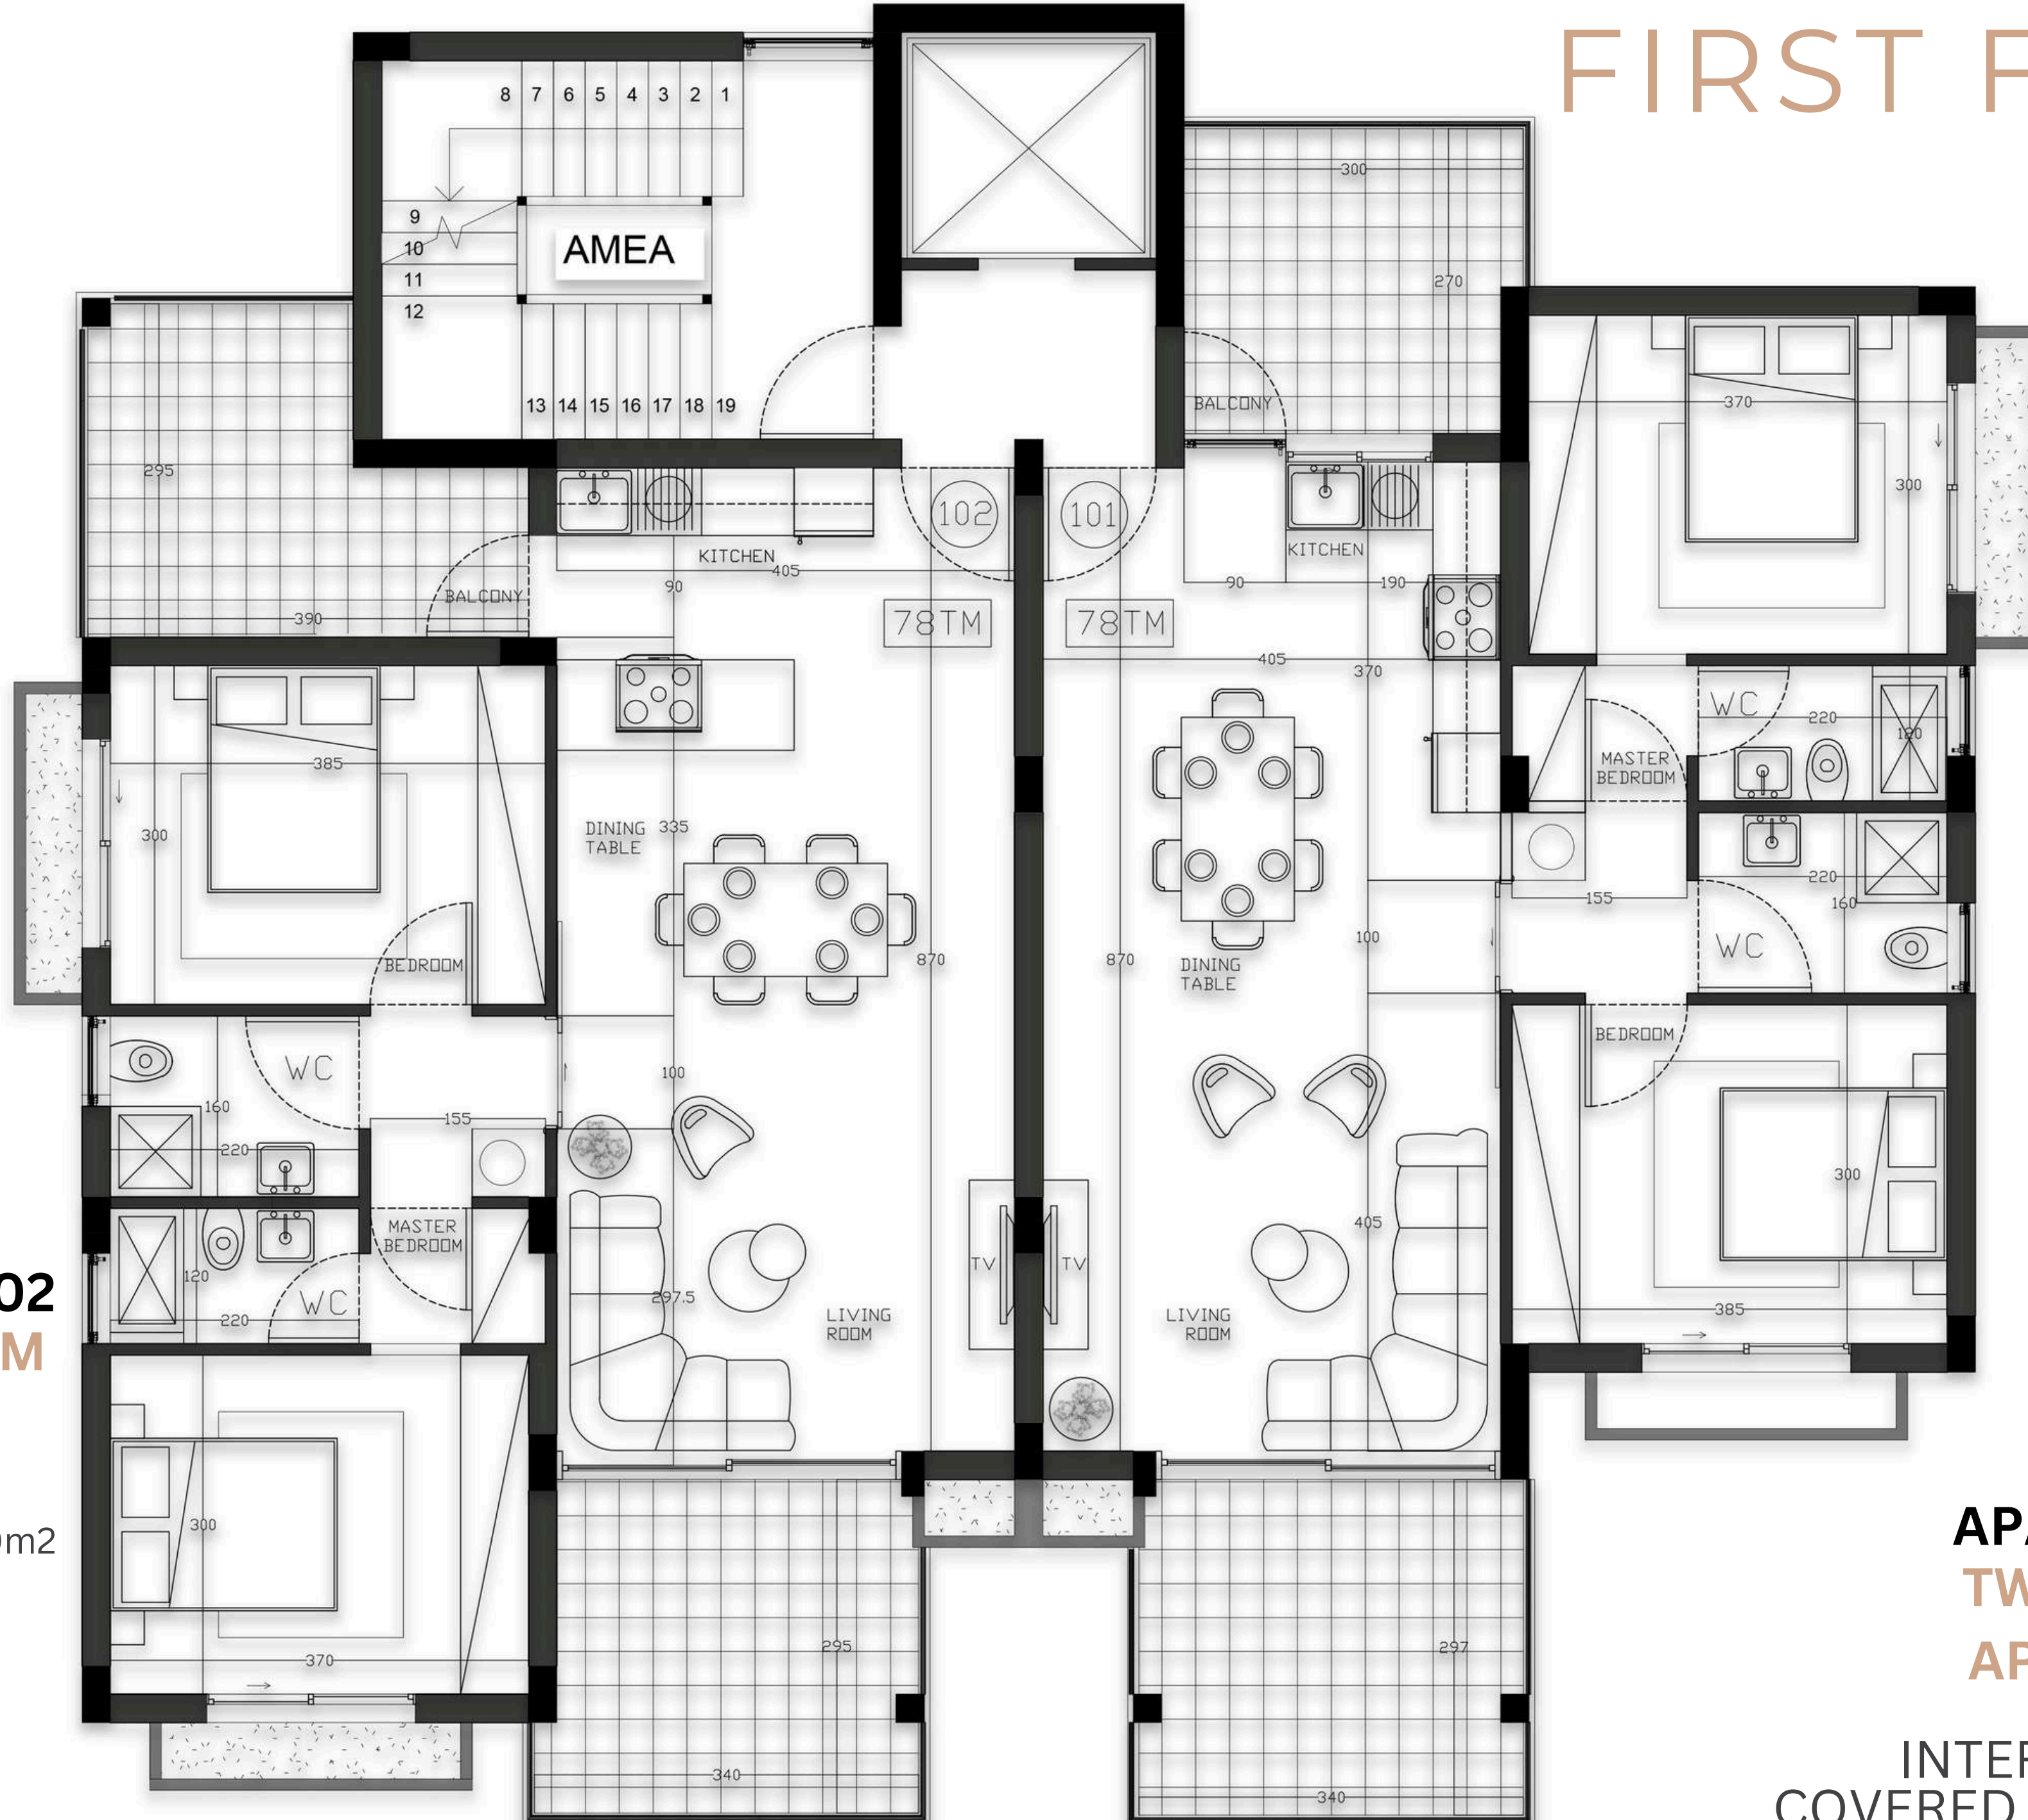 FIRST F
8 7 6 5 4 3 2 1
9
10
11
12
AMEA
13 14 15 16 17 18 19
300
270
BALCONY
295
390
BALCONY
KITCHEN
405
90
102
101
78TM
78TM
KITCHEN
90
190
405
370
370
300
WC
220
120
MASTER
BEDROOM
385
300
BEDROOM
DINING
TABLE
335
870
870
DINING
TABLE
100
155
220
160
WC
BEDROOM
300
385
WC
160
220
155
100
MASTER
BEDROOM
120
220
WC
297.5
LIVING
ROOM
TV
TV
LIVING
ROOM
405
02
M
m2
300
370
295
340
297
340
APA
TW
AP
INTER
COVERED